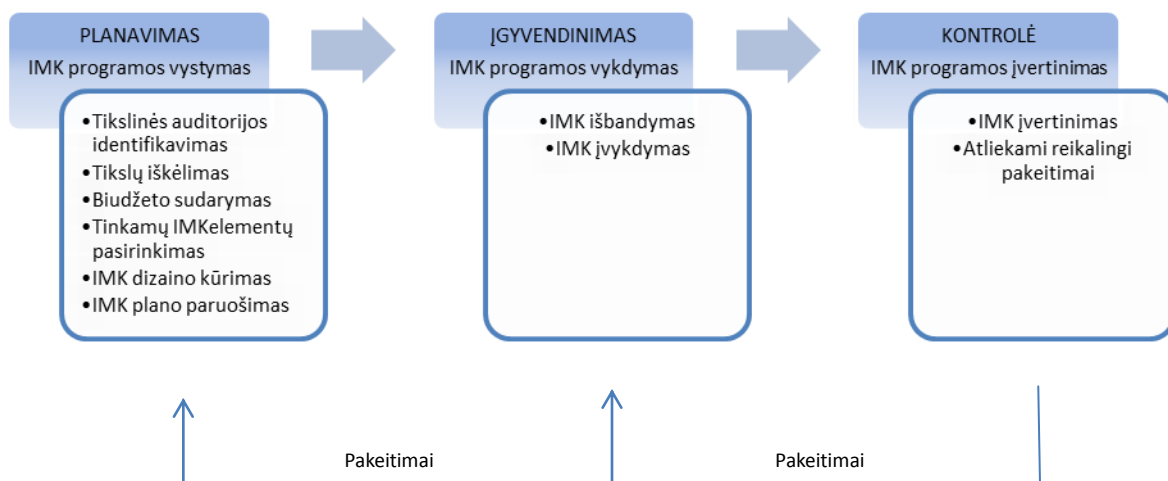 PLANAVIMAS
IMK programos vystymas
•Tikslinės auditorijos
identifikavimas
•Tikslų iškėlimas
•Biudžeto sudarymas
•Tinkamų IMKelementų
pasirinkimas
•IMK dizaino kūrimas
•IMK plano paruošimas
ĮGYVENDINIMAS
IMK programos vykdymas
•IMK išbandymas
•IMK įvykdymas
KONTROLĖ
IMK programos įvertinimas
•IMK įvertinimas
•Atliekami reikalingi
pakeitimai
Pakeitimai
Pakeitimai